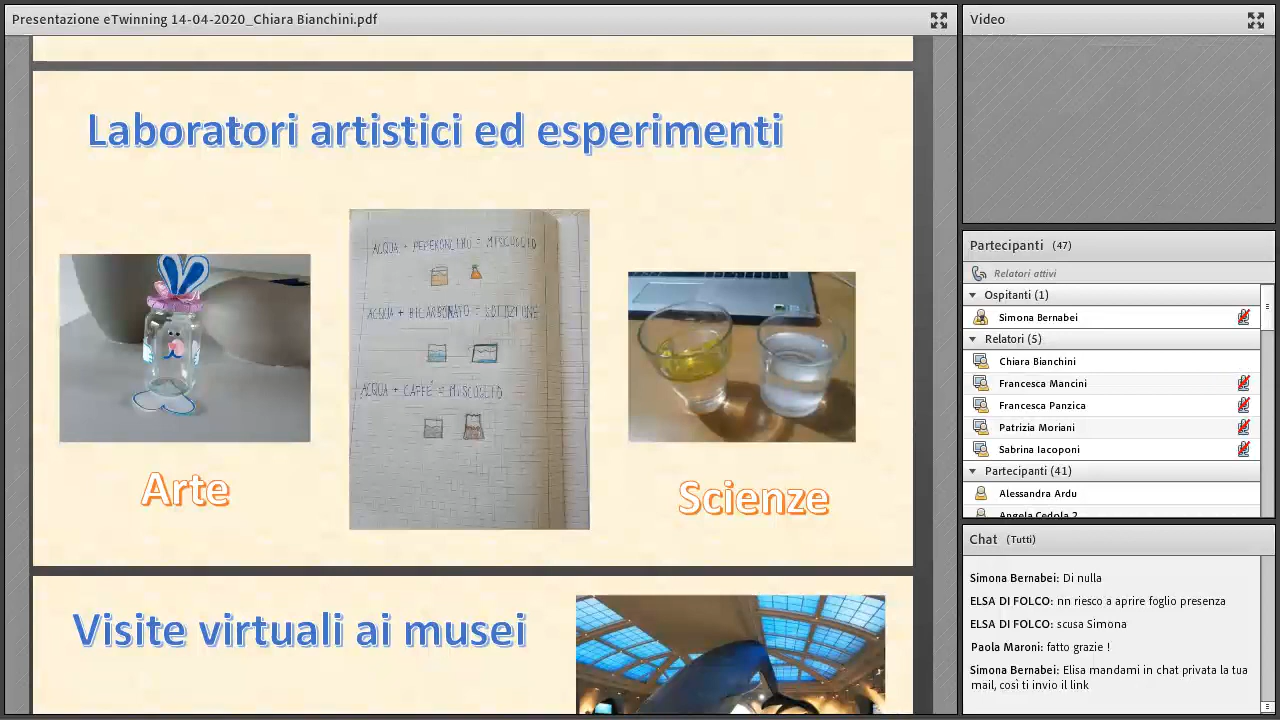 Presentazione eTwinning 14-04-2020_Chiara Bianchini.pdf
Laboratori artistici ed esperimenti
ACQUA + PEPERONCINO = MISCUGLIO
ACQUA + BICARBONATO = SOLUZIONE
ACQUA + CAFFÈ = MISCUGLIO
Arte
Scienze
Visite virtuali ai musei
Video
Partecipanti (47)
Relatori attivi
Ospitanti (1)
Simona Bernabei
Relatori (5)
Chiara Bianchini
Francesca Mancini
Francesca Panzica
Patrizia Moriani
Sabrina Iacoponi
Partecipanti (41)
Alessandra Ardu
Angela Cedola 2
Chat (Tutti)
Simona Bernabei: Di nulla
ELSA DI FOLCO: nn riesco a aprire foglio presenza
ELSA DI FOLCO: scusa Simona
Paola Maroni: fatto grazie !
Simona Bernabei: Elisa mandami in chat privata la tua
mail, così ti invio il link